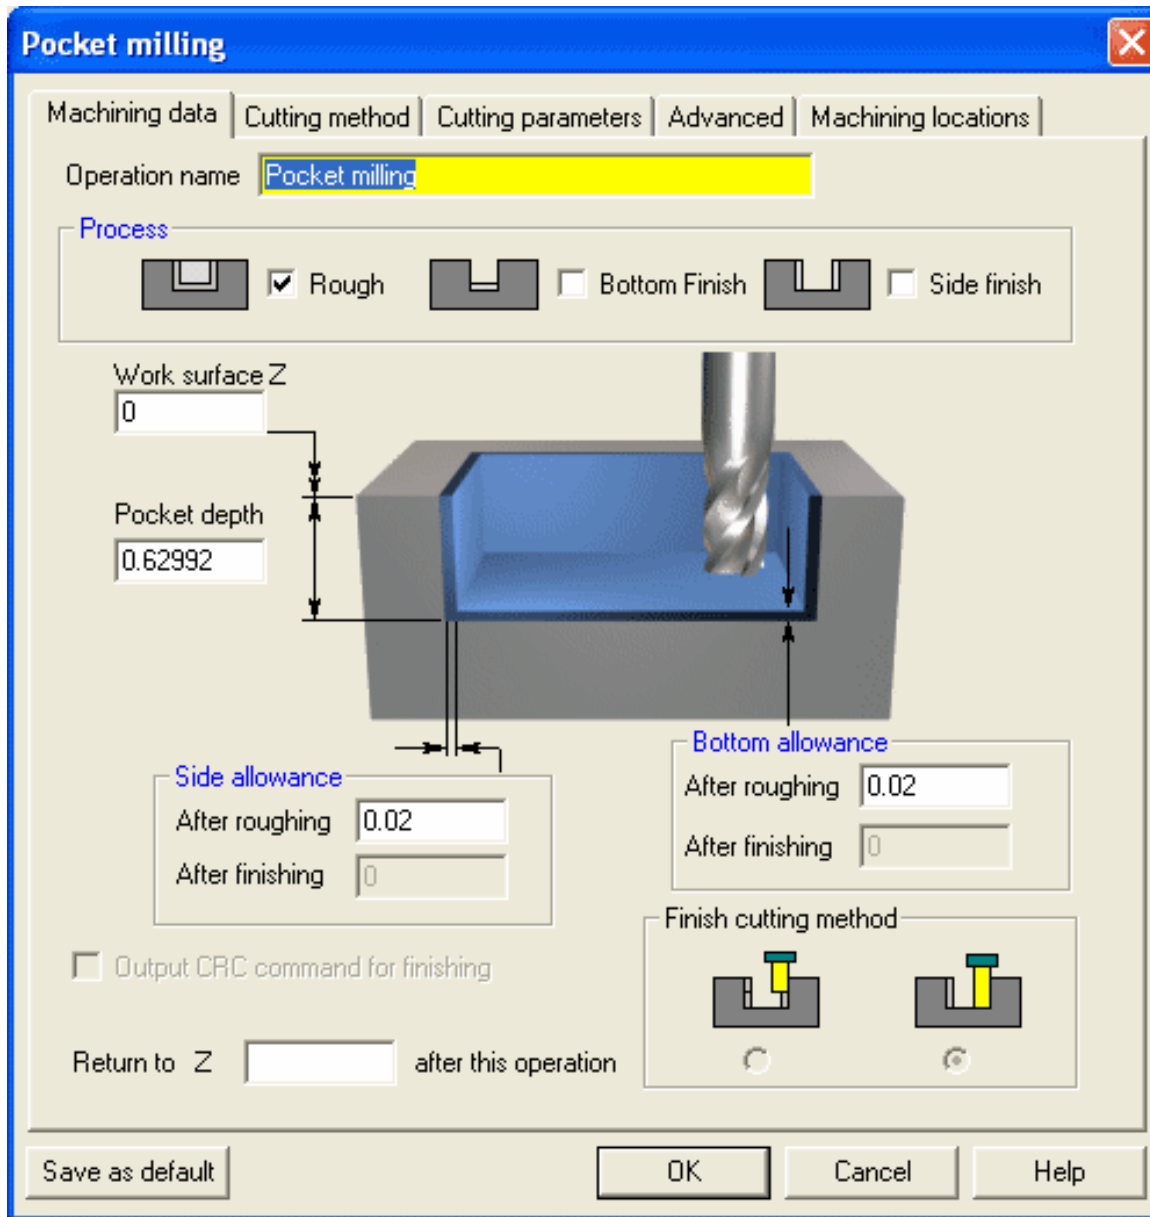 Pocket milling
Machining data Cutting method Cutting parameters Advanced Machining locations
Operation name Pocket milling
Process
Rough Bottom Finish Side finish
Work surface Z
0
Pocket depth
0.62992
Side allowance
After roughing 0.02
After finishing 0
Bottom allowance
After roughing 0.02
After finishing 0
Finish cutting method
Output CRC command for finishing
Return to Z after this operation
Save as default OK Cancel Help